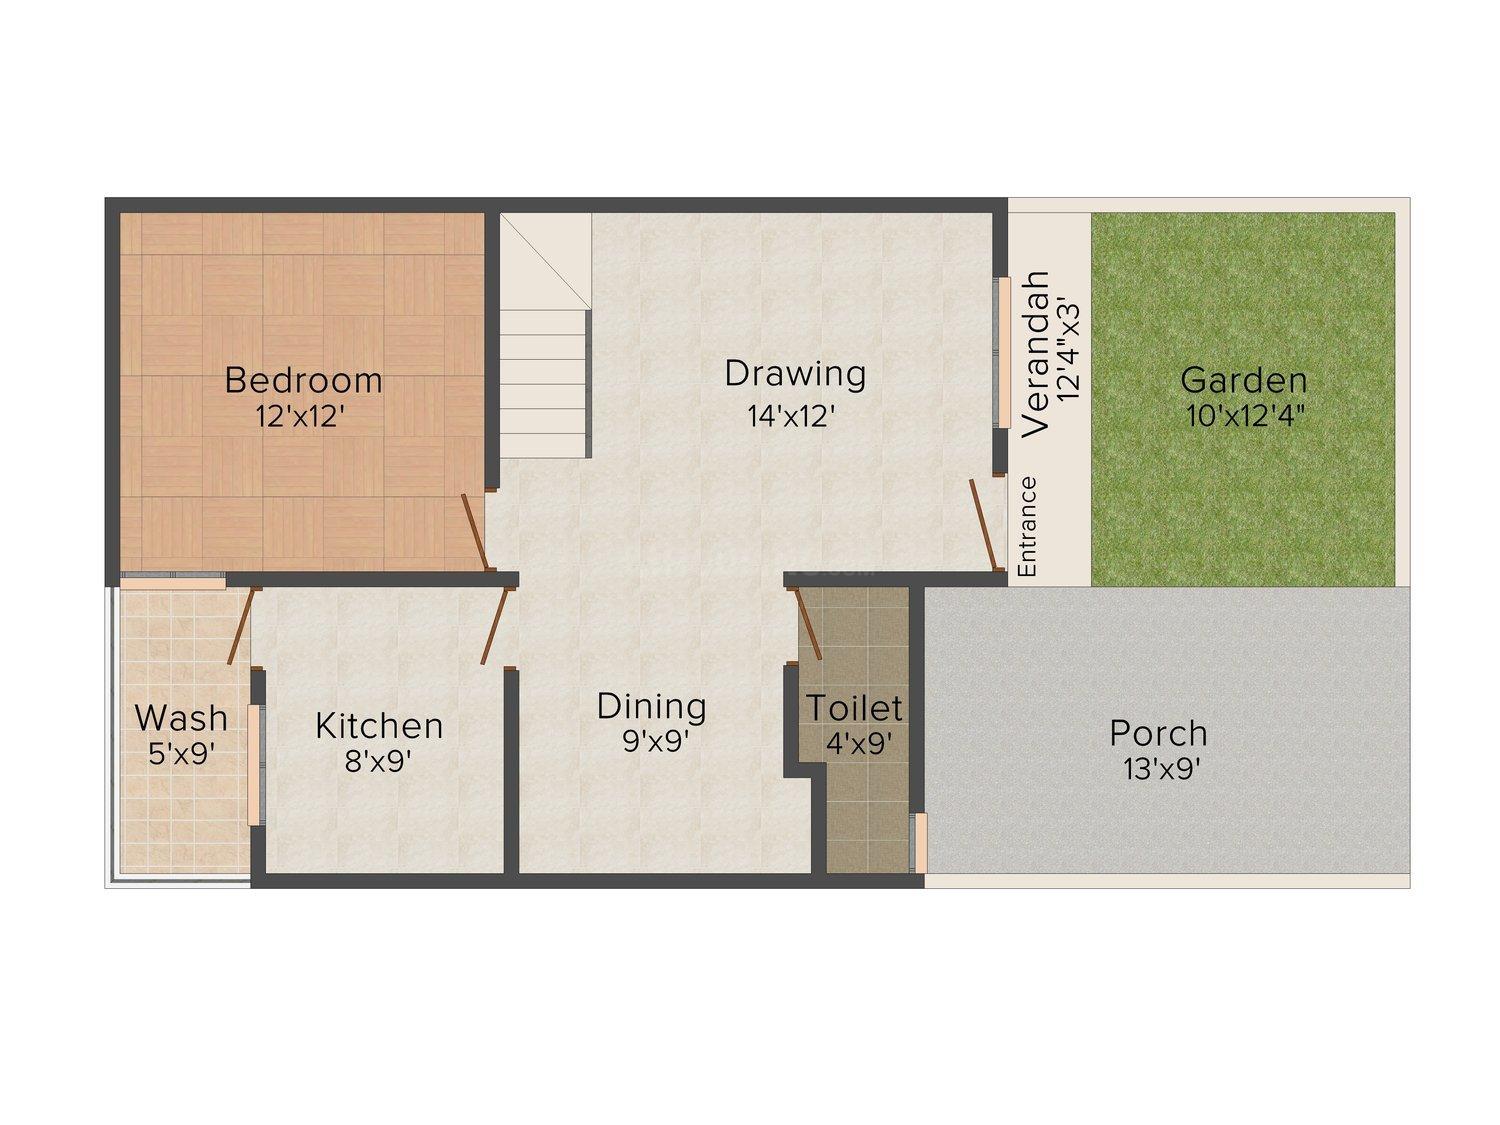 Bedroom
12'x12'
Drawing
14'x12'
Verandah
12'4"x3'
Entrance
Garden
10'x12'4"
Wash
5'x9'
Kitchen
8'x9'
Dining
9'x9'
Toilet
4'x9'
Porch
13'x9'